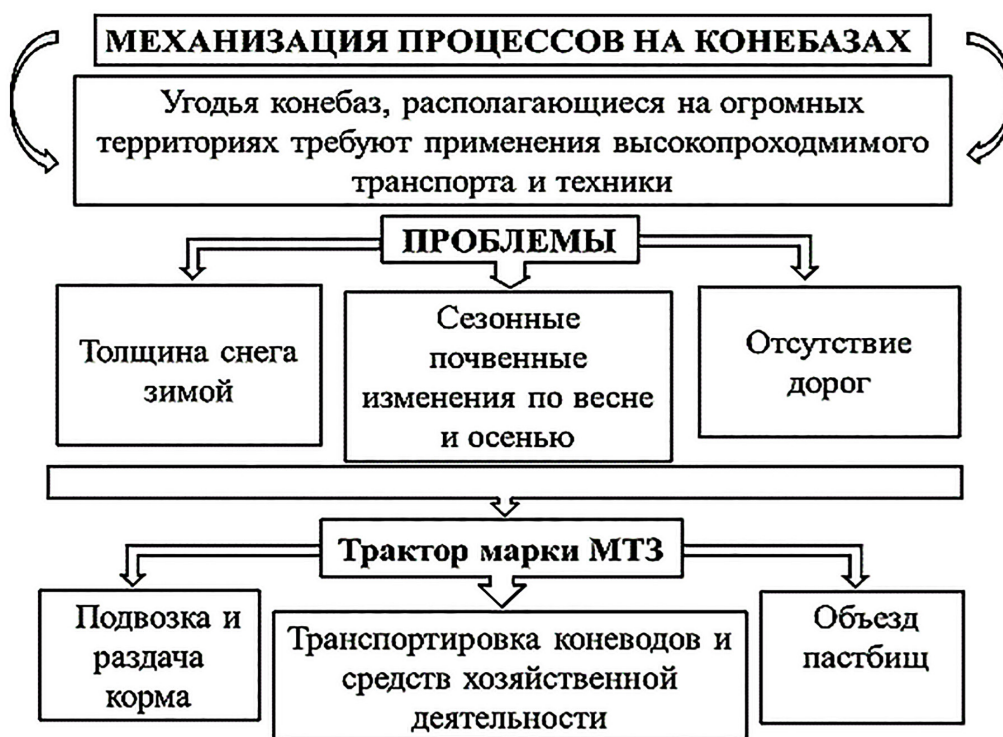 МЕХАНИЗАЦИЯ ПРОЦЕССОВ НА КОНЕБАЗАХ
Угодья конебаз, располагающиеся на огромных
территориях требуют применения высокопроходмимого
транспорта и техники
ПРОБЛЕМЫ
Толщина снега
зимой
Сезонные
почвенные
изменения по весне
и осенью
Отсутствие
дорог
Трактор марки МТЗ
Подвозка и
раздача
корма
Транспортировка коневодов и
средств хозяйственной
деятельности
Объезд
пастбищ